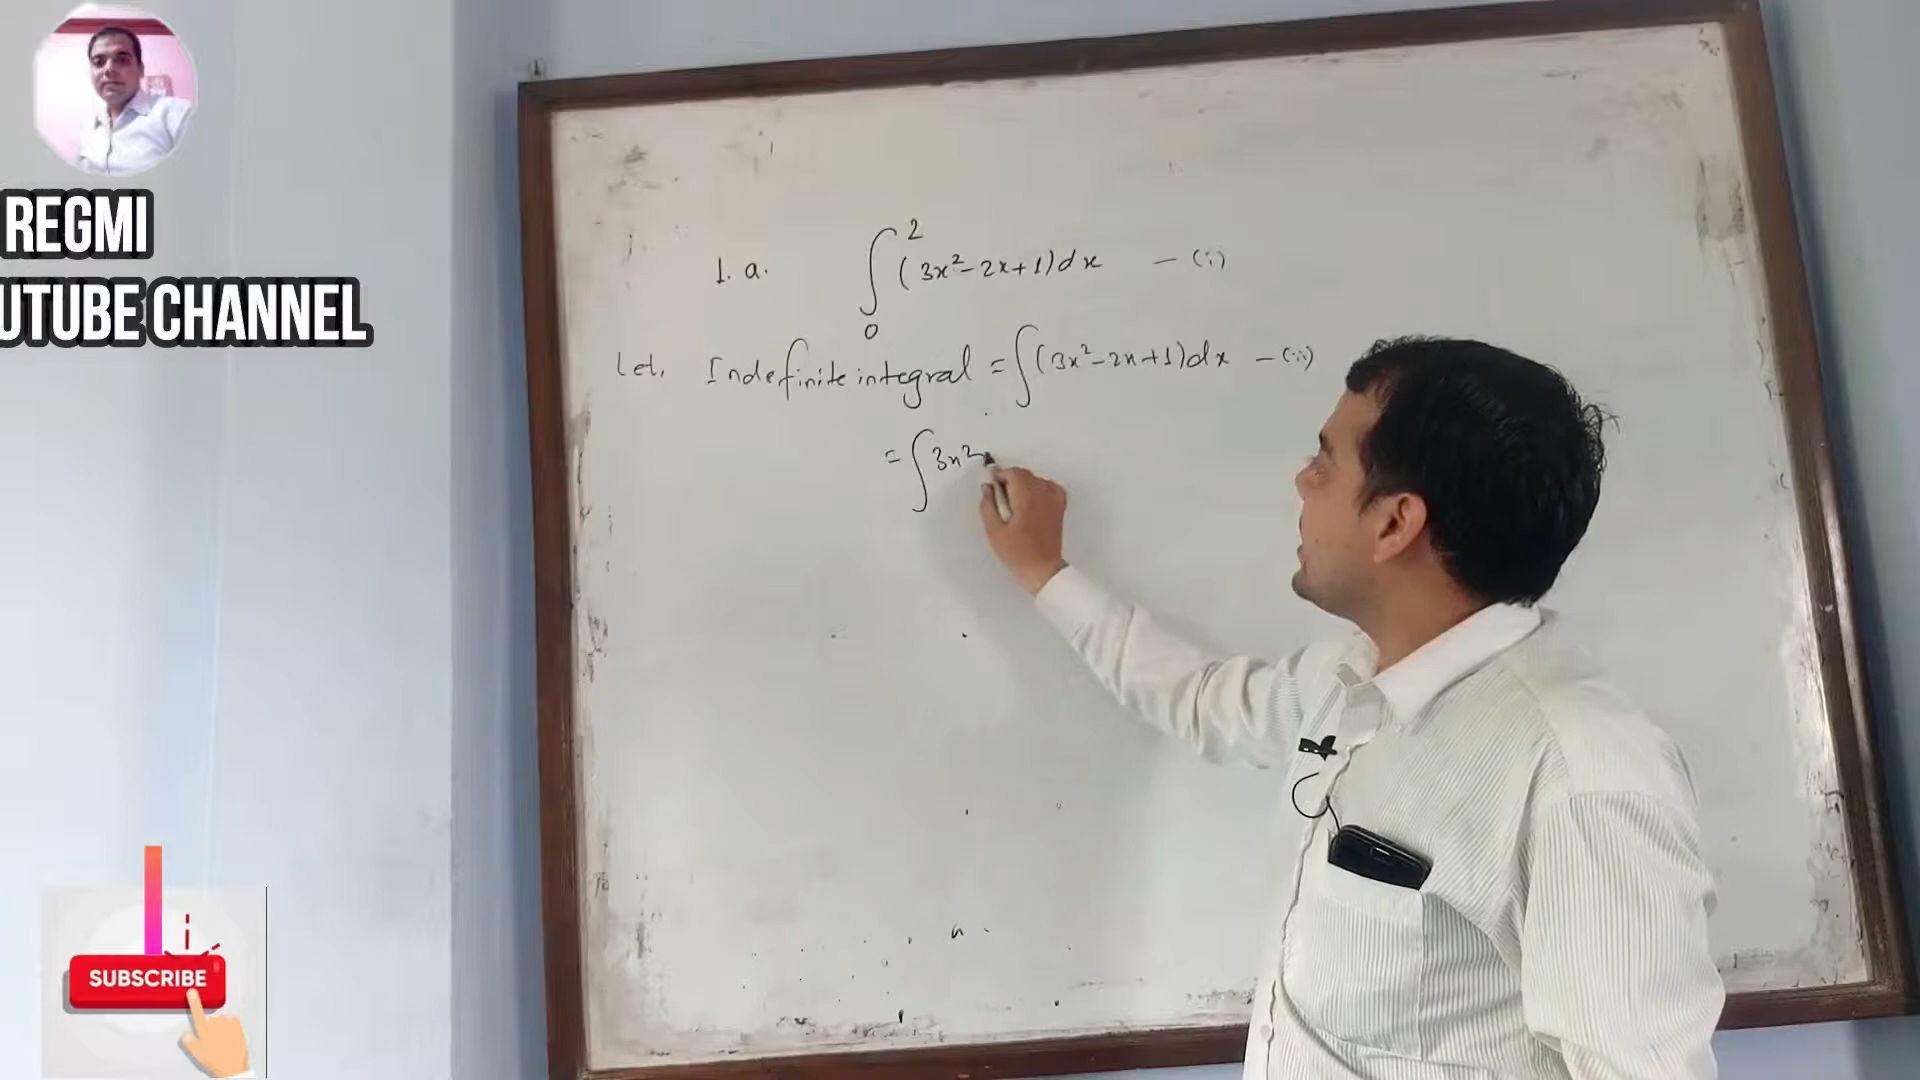 REGMI
UTUBE CHANNEL
1. a. ∫₀² (3x²-2x+1)dx — (i)
Let, Indefinite integral = ∫(3x²-2x+1)dx — (ii)
= ∫3x²
SUBSCRIBE